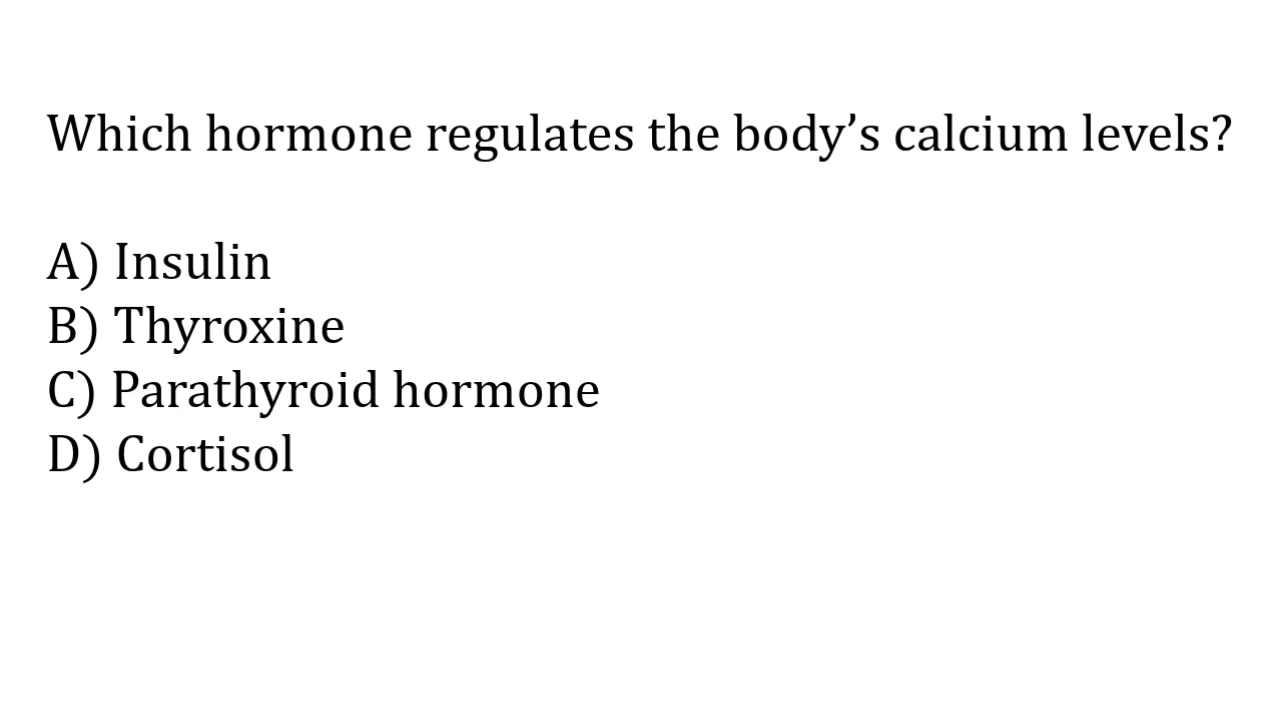 Which hormone regulates the body’s calcium levels?
A) Insulin
B) Thyroxine
C) Parathyroid hormone
D) Cortisol